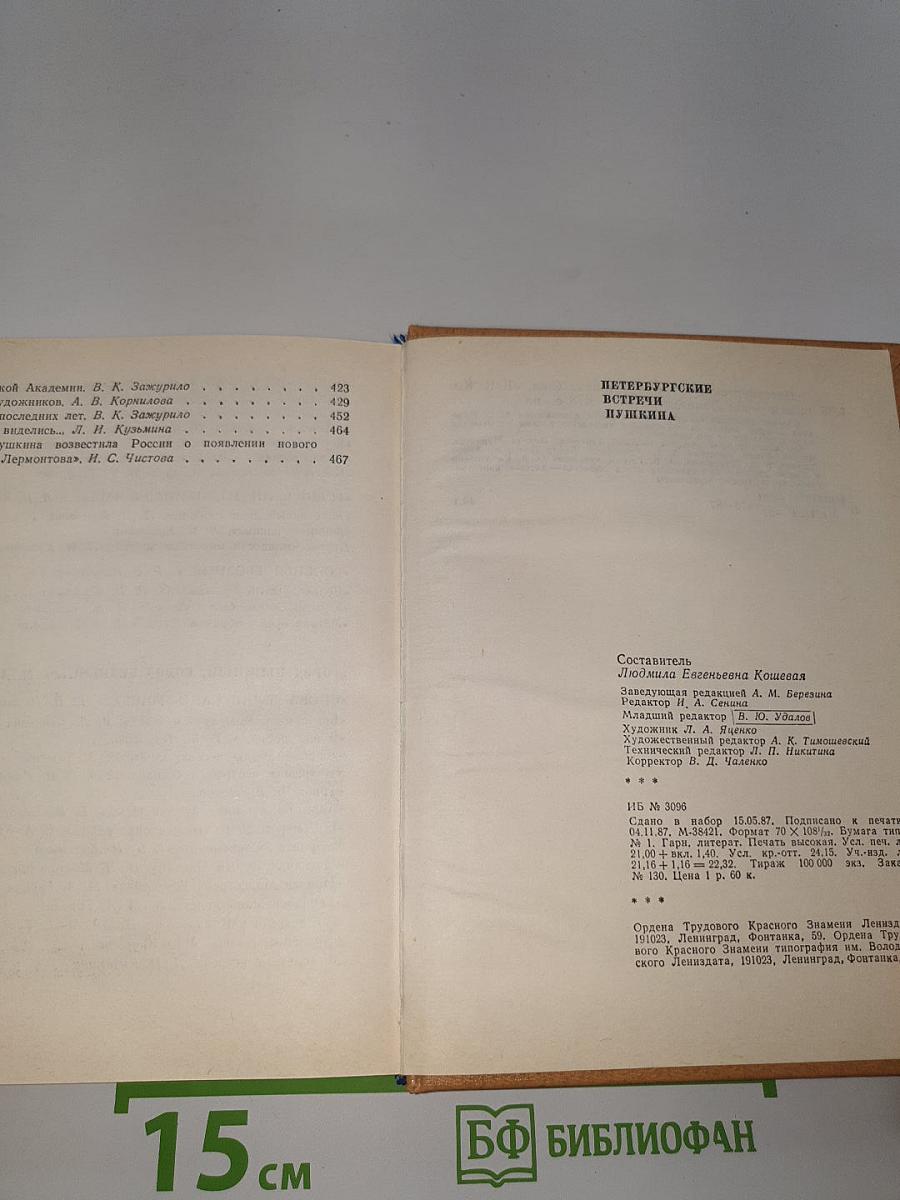 кой Академии. В. К. Зажурило . . . . . . . . 423
удожников. А. В. Корнилова . . . . . . . . . 429
последних лет. В. К. Зажурило . . . . . . . . 452
виделись... Л. И. Кузьмина . . . . . . . . . 464
ушкина возвестила России о появлении нового
Лермонтова». И. С. Чистова . . . . . . . . . 467
ПЕТЕРБУРГСКИЕ
ВСТРЕЧИ
ПУШКИНА
Составитель
Людмила Евгеньевна Кошевая
Заведующая редакцией А. М. Березина
Редактор И. А. Сенина
Младший редактор В. Ю. Удалов
Художник Л. А. Яценко
Художественный редактор А. К. Тимошевский
Технический редактор Л. П. Никитина
Корректор В. Д. Чаленко
* * *
ИБ № 3096
Сдано в набор 15.05.87. Подписано к печати
04.11.87. М-38421. Формат 70 × 108¹/₃₂. Бумага тип.
№ 1. Гарн. литерат. Печать высокая. Усл. печ. л.
21,00 + вкл. 1,40. Усл. кр.-отт. 24,15. Уч.-изд. л.
21,16 + 1,16 = 22,32. Тираж 100 000 экз. Зака
№ 130. Цена 1 р. 60 к.
* * *
Ордена Трудового Красного Знамени Ленизд
191023, Ленинград, Фонтанка, 59. Ордена Тру
вого Красного Знамени типография им. Волод
ского Лениздата, 191023, Ленинград, Фонтанка,
15 см
БФ БИБЛИОФАН